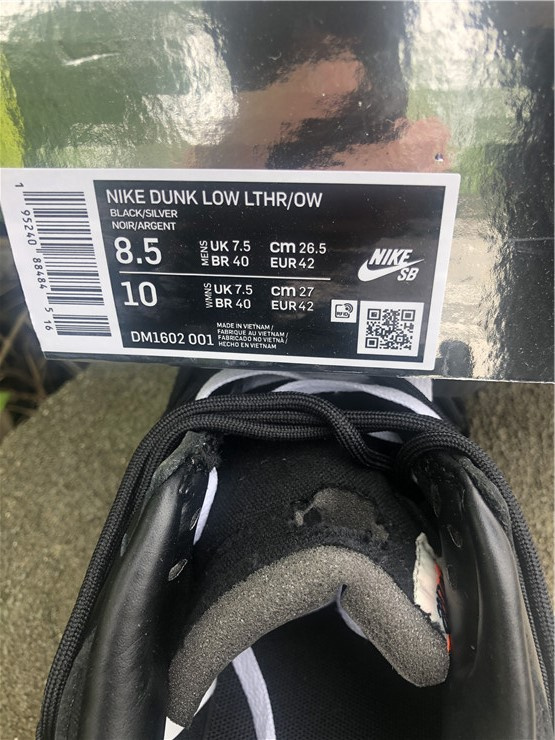 NIKE DUNK LOW LTHR/OW
BLACK/SILVER
NOIR/ARGENT
8.5 MENS UK 7.5 cm 26.5
BR 40 EUR 42
10 WMNS UK 7.5 cm 27
BR 40 EUR 42
NIKE
SB
RFID
MADE IN VIETNAM /
FABRIQUE AU VIETNAM /
FABRICADO NO VIETNÃ /
HECHO EN VIETNAM
DM1602 001
1 95240 88484 5 16